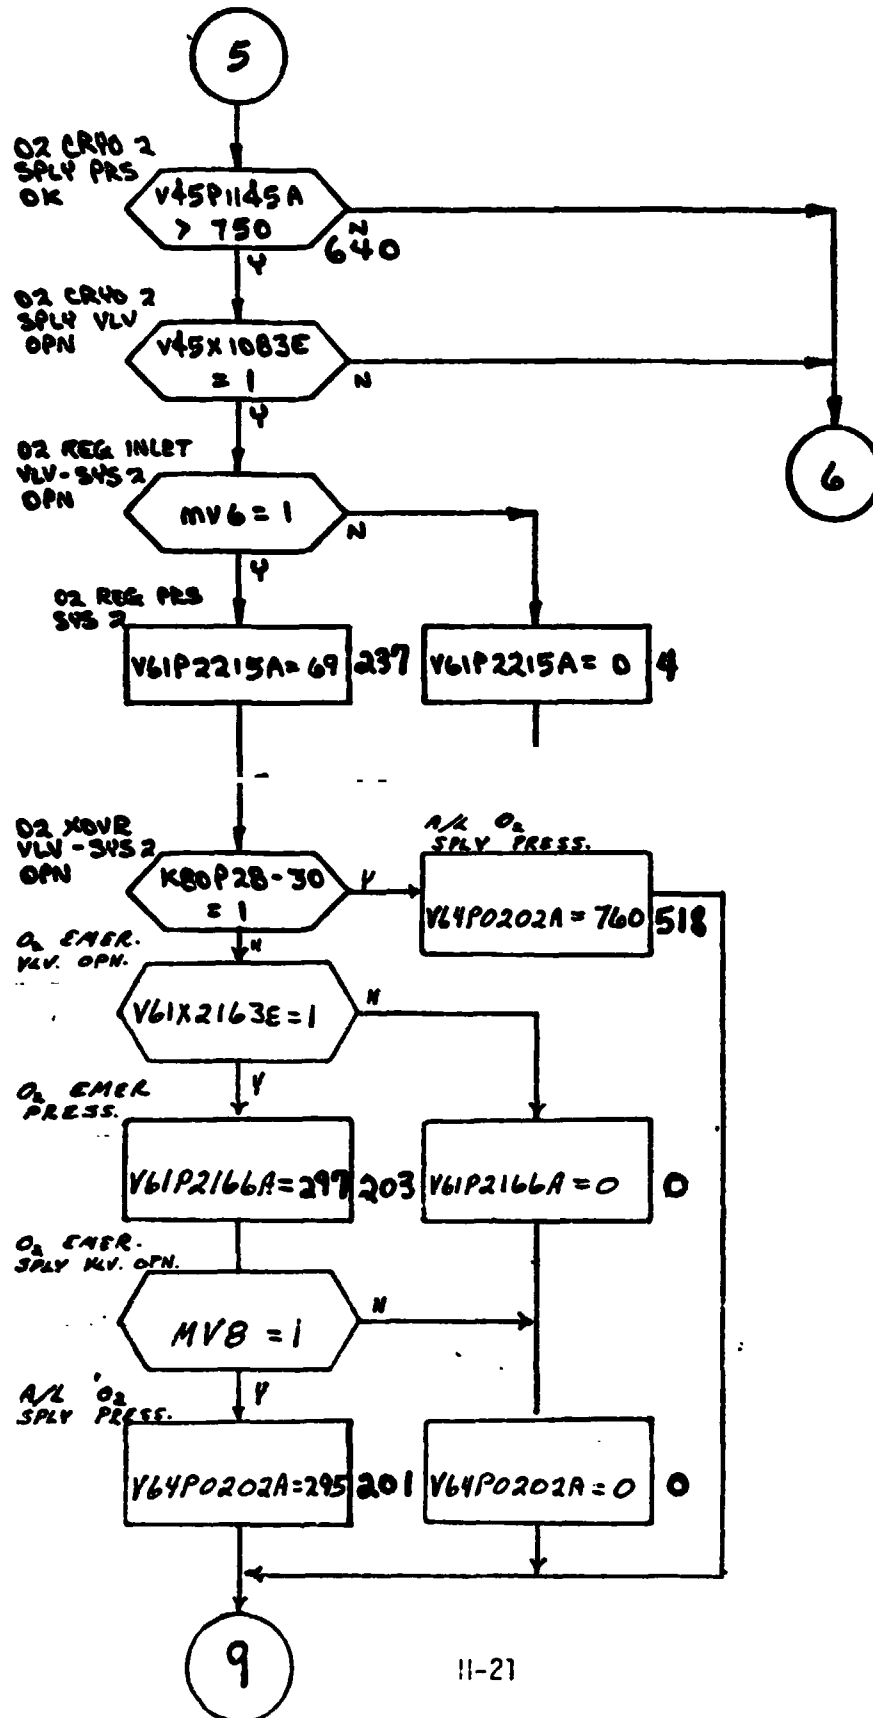 5
O2 CRYO 2
SPLY PRS
OK
V45P1145A
> 750
N
640
Y
O2 CRYO 2
SPLY VLV
OPN
V45X1083E
= 1
N
Y
6
O2 REG INLET
VLV-SYS 2
OPN
MV6 = 1
N
Y
O2 REG PRS
SYS 2
V61P2215A = 69 237
V61P2215A = 0 4
O2 XOVR
VLV - SYS 2
OPN
K80P28-30
= 1
Y
N
A/L O2
SPLY PRESS.
V64P0202A = 760 518
O2 EMER.
VLV. OPN.
V61X2163E = 1
N
Y
O2 EMER
PRESS.
V61P2166A = 297 203
V61P2166A = 0 0
O2 EMER.
SPLY VLV. OPN.
MV8 = 1
N
Y
A/L O2
SPLY PRESS.
V64P0202A = 295 201
V64P0202A = 0 0
9
11-21